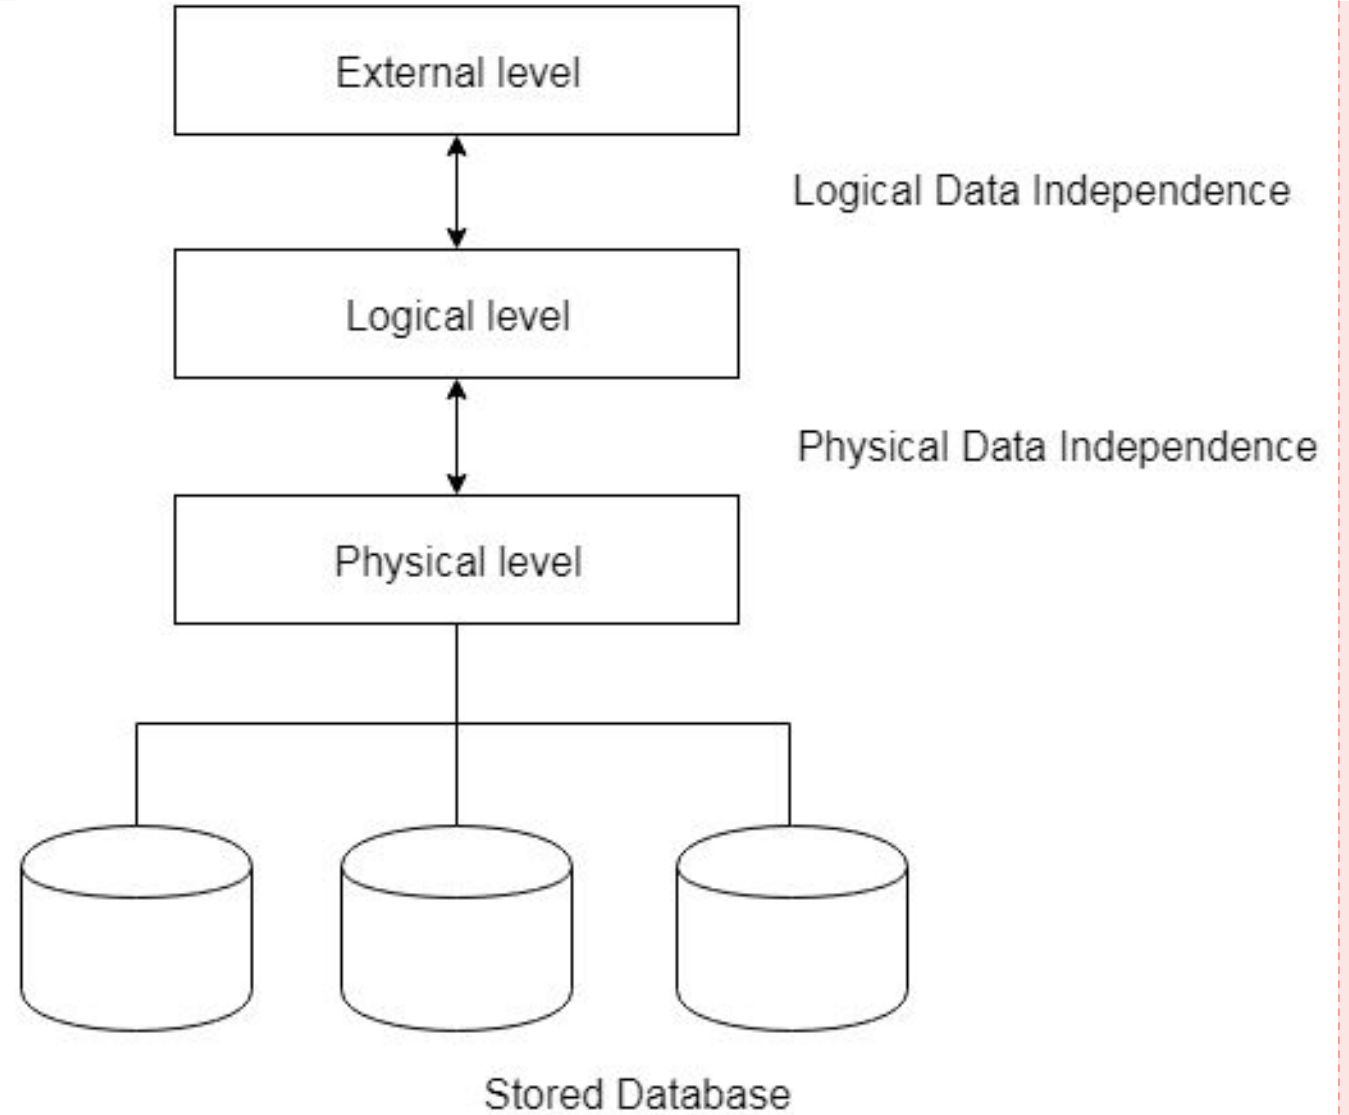 External level
Logical Data Independence
Logical level
Physical Data Independence
Physical level
Stored Database